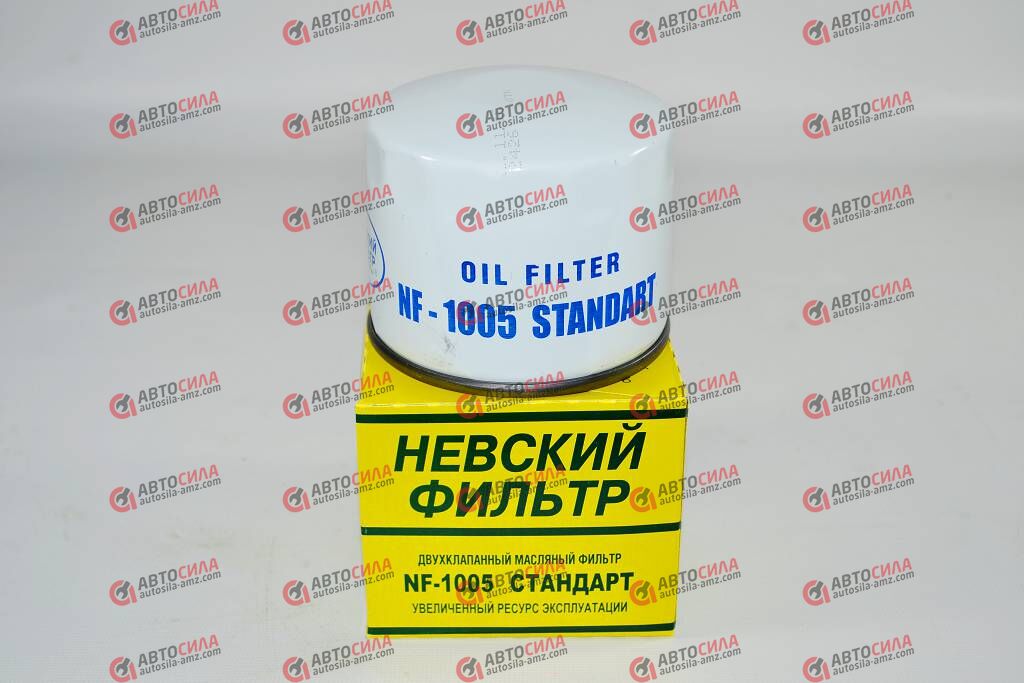 OIL FILTER
NF-1005 STANDART
НЕВСКИЙ
ФИЛЬТР
ДВУХКЛАПАННЫЙ МАСЛЯНЫЙ ФИЛЬТР
NF-1005 СТАНДАРТ
УВЕЛИЧЕННЫЙ РЕСУРС ЭКСПЛУАТАЦИИ
АВТОСИЛА
autosila-amz.com